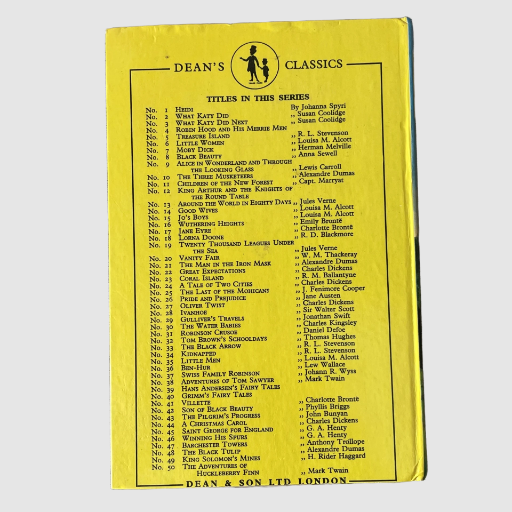 DEAN'S CLASSICS
TITLES IN THIS SERIES
No. 1 HEIDI By Johanna Spyri
No. 2 WHAT KATY DID ,, Susan Coolidge
No. 3 WHAT KATY DID NEXT ,, Susan Coolidge
No. 4 ROBIN HOOD AND HIS MERRIE MEN
No. 5 TREASURE ISLAND ,, R. L. Stevenson
No. 6 LITTLE WOMEN ,, Louisa M. Alcott
No. 7 MOBY DICK ,, Herman Melville
No. 8 BLACK BEAUTY ,, Anna Sewell
No. 9 ALICE IN WONDERLAND AND THROUGH
THE LOOKING GLASS ,, Lewis Carroll
No. 10 THE THREE MUSKETEERS ,, Alexandre Dumas
No. 11 CHILDREN OF THE NEW FOREST ,, Capt. Marryat
No. 12 KING ARTHUR AND THE KNIGHTS OF
THE ROUND TABLE
No. 13 AROUND THE WORLD IN EIGHTY DAYS ,, Jules Verne
No. 14 GOOD WIVES ,, Louisa M. Alcott
No. 15 JO'S BOYS ,, Louisa M. Alcott
No. 16 WUTHERING HEIGHTS ,, Emily Brontë
No. 17 JANE EYRE ,, Charlotte Brontë
No. 18 LORNA DOONE ,, R. D. Blackmore
No. 19 TWENTY THOUSAND LEAGUES UNDER
THE SEA ,, Jules Verne
No. 20 VANITY FAIR ,, W. M. Thackeray
No. 21 THE MAN IN THE IRON MASK ,, Alexandre Dumas
No. 22 GREAT EXPECTATIONS ,, Charles Dickens
No. 23 CORAL ISLAND ,, R. M. Ballantyne
No. 24 A TALE OF TWO CITIES ,, Charles Dickens
No. 25 THE LAST OF THE MOHICANS ,, J. Fenimore Cooper
No. 26 PRIDE AND PREJUDICE ,, Jane Austen
No. 27 OLIVER TWIST ,, Charles Dickens
No. 28 IVANHOE ,, Sir Walter Scott
No. 29 GULLIVER'S TRAVELS ,, Jonathan Swift
No. 30 THE WATER BABIES ,, Charles Kingsley
No. 31 ROBINSON CRUSOE ,, Daniel Defoe
No. 32 TOM BROWN'S SCHOOLDAYS ,, Thomas Hughes
No. 33 THE BLACK ARROW ,, R. L. Stevenson
No. 34 KIDNAPPED ,, R. L. Stevenson
No. 35 LITTLE MEN ,, Louisa M. Alcott
No. 36 BEN-HUR ,, Lew Wallace
No. 37 SWISS FAMILY ROBINSON ,, Johann R. Wyss
No. 38 ADVENTURES OF TOM SAWYER ,, Mark Twain
No. 39 HANS ANDERSEN'S FAIRY TALES
No. 40 GRIMM'S FAIRY TALES
No. 41 VILLETTE ,, Charlotte Brontë
No. 42 SON OF BLACK BEAUTY ,, Phyllis Briggs
No. 43 THE PILGRIM'S PROGRESS ,, John Bunyan
No. 44 A CHRISTMAS CAROL ,, Charles Dickens
No. 45 SAINT GEORGE FOR ENGLAND ,, G. A. Henty
No. 46 WINNING HIS SPURS ,, G. A. Henty
No. 47 BARCHESTER TOWERS ,, Anthony Trollope
No. 48 THE BLACK TULIP ,, Alexandre Dumas
No. 49 KING SOLOMON'S MINES ,, H. Rider Haggard
No. 50 THE ADVENTURES OF
HUCKLEBERRY FINN ,, Mark Twain
DEAN & SON LTD LONDON